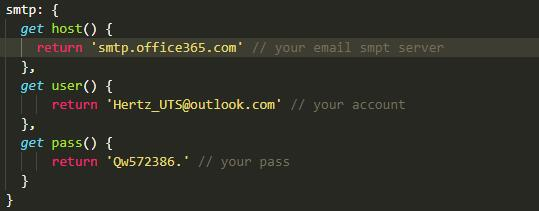 smtp: {
get host() {
return 'smtp.office365.com' // your email smpt server
},
get user() {
return 'Hertz_UTS@outlook.com' // your account
},
get pass() {
return 'Qw572386.' // your pass
}
}